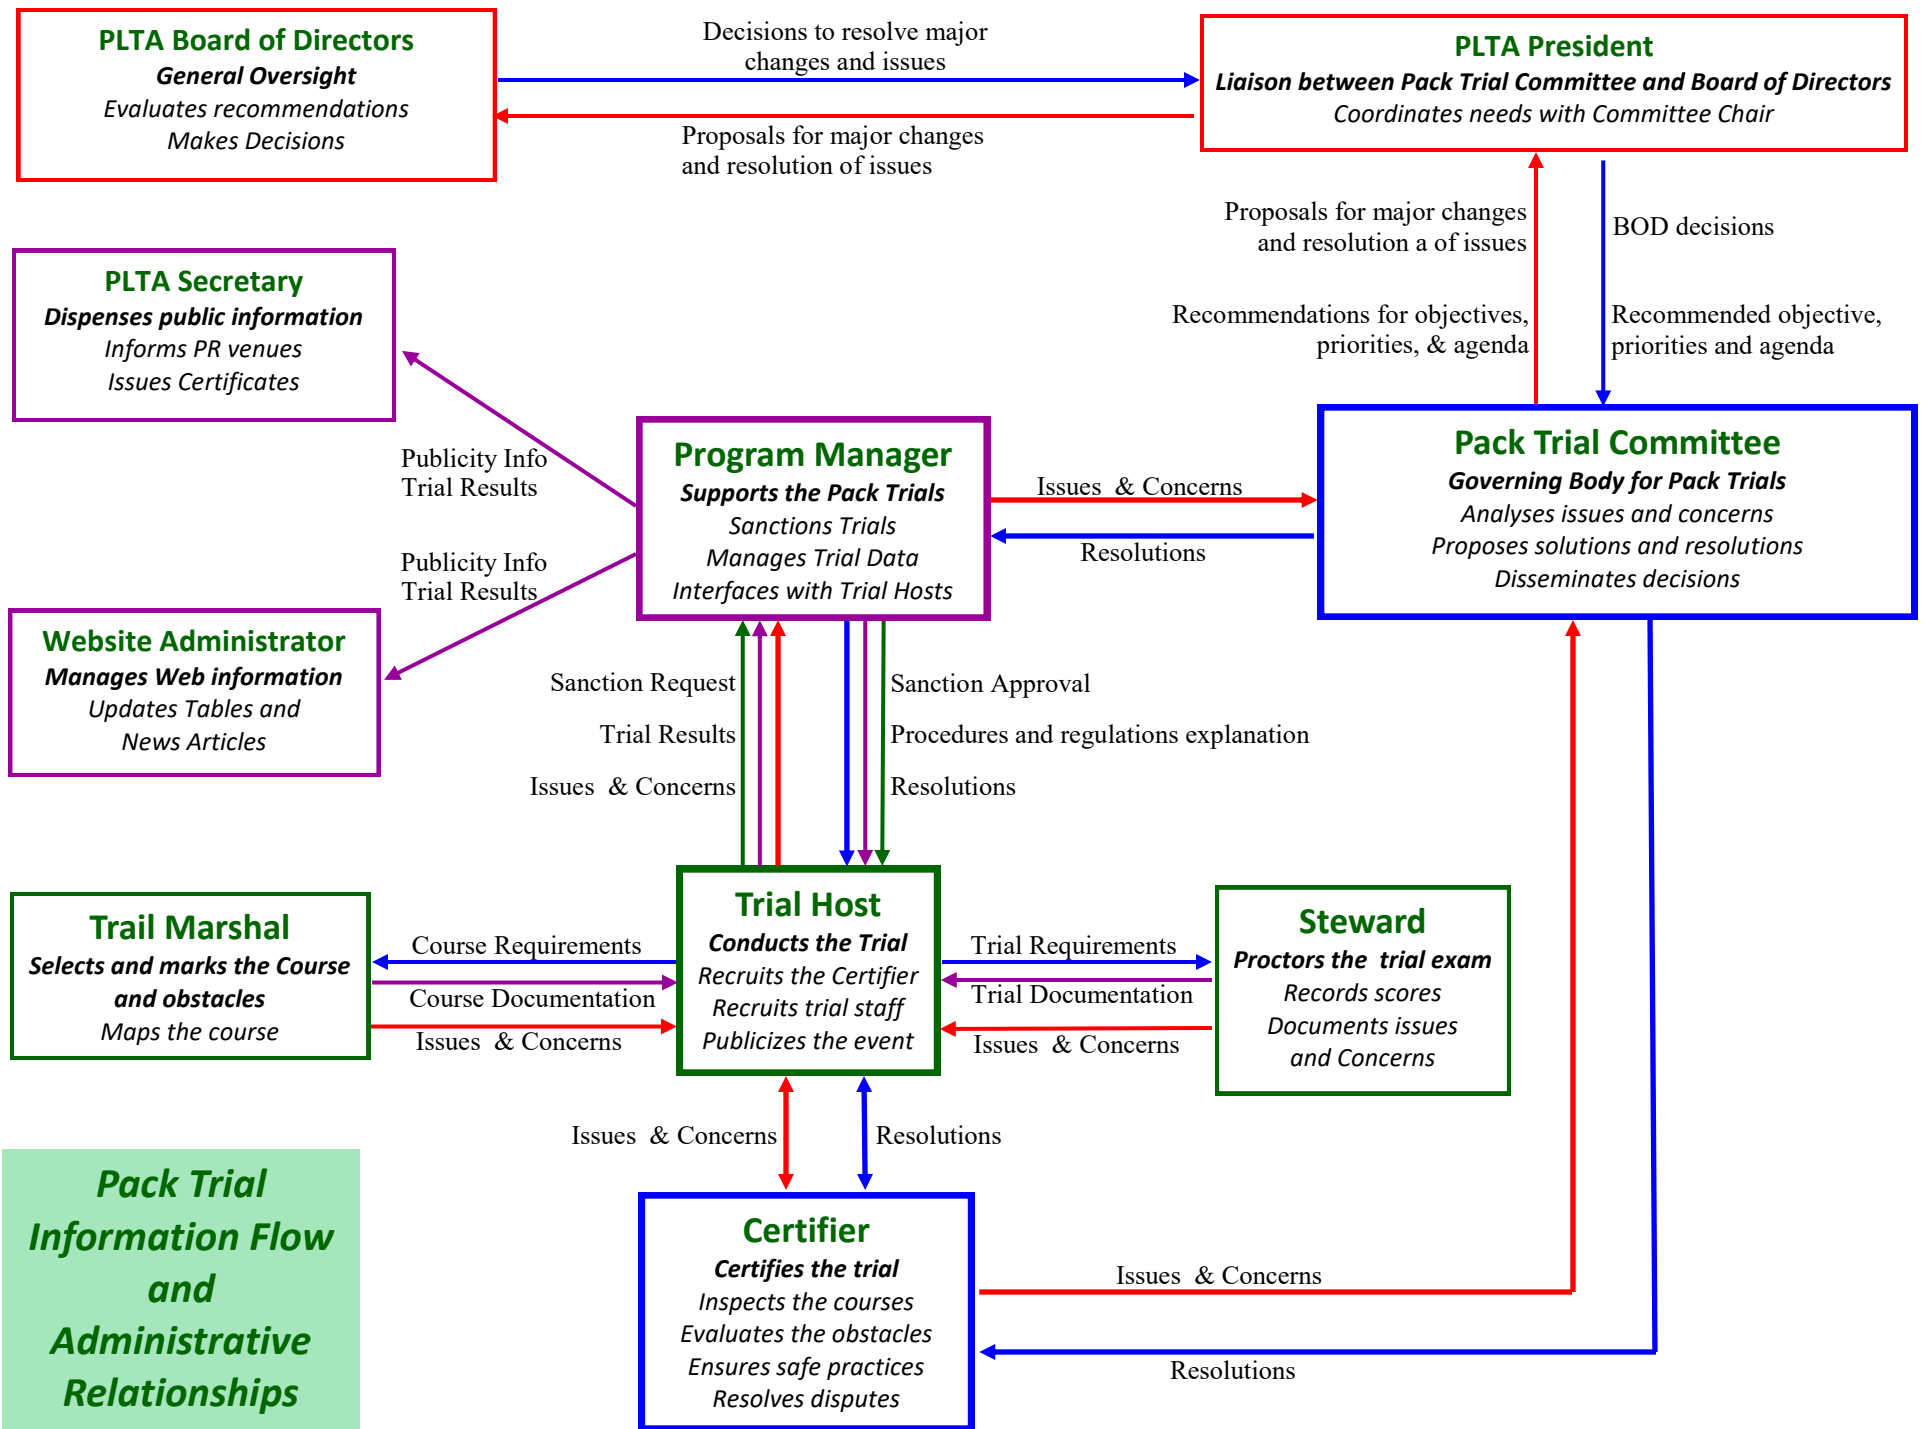 PLTA Board of Directors
General Oversight
Evaluates recommendations
Makes Decisions
Decisions to resolve major
changes and issues
Proposals for major changes
and resolution of issues
PLTA President
Liaison between Pack Trial Committee and Board of Directors
Coordinates needs with Committee Chair
Proposals for major changes
and resolution a of issues
BOD decisions
Recommendations for objectives,
priorities, & agenda
Recommended objective,
priorities and agenda
PLTA Secretary
Dispenses public information
Informs PR venues
Issues Certificates
Publicity Info
Trial Results
Publicity Info
Trial Results
Program Manager
Supports the Pack Trials
Sanctions Trials
Manages Trial Data
Interfaces with Trial Hosts
Issues & Concerns
Resolutions
Pack Trial Committee
Governing Body for Pack Trials
Analyses issues and concerns
Proposes solutions and resolutions
Disseminates decisions
Website Administrator
Manages Web information
Updates Tables and
News Articles
Sanction Request
Trial Results
Issues & Concerns
Sanction Approval
Procedures and regulations explanation
Resolutions
Trail Marshal
Selects and marks the Course
and obstacles
Maps the course
Course Requirements
Course Documentation
Issues & Concerns
Trial Host
Conducts the Trial
Recruits the Certifier
Recruits trial staff
Publicizes the event
Trial Requirements
Trial Documentation
Issues & Concerns
Steward
Proctors the trial exam
Records scores
Documents issues
and Concerns
Issues & Concerns
Resolutions
Pack Trial
Information Flow
and
Administrative
Relationships
Certifier
Certifies the trial
Inspects the courses
Evaluates the obstacles
Ensures safe practices
Resolves disputes
Issues & Concerns
Resolutions